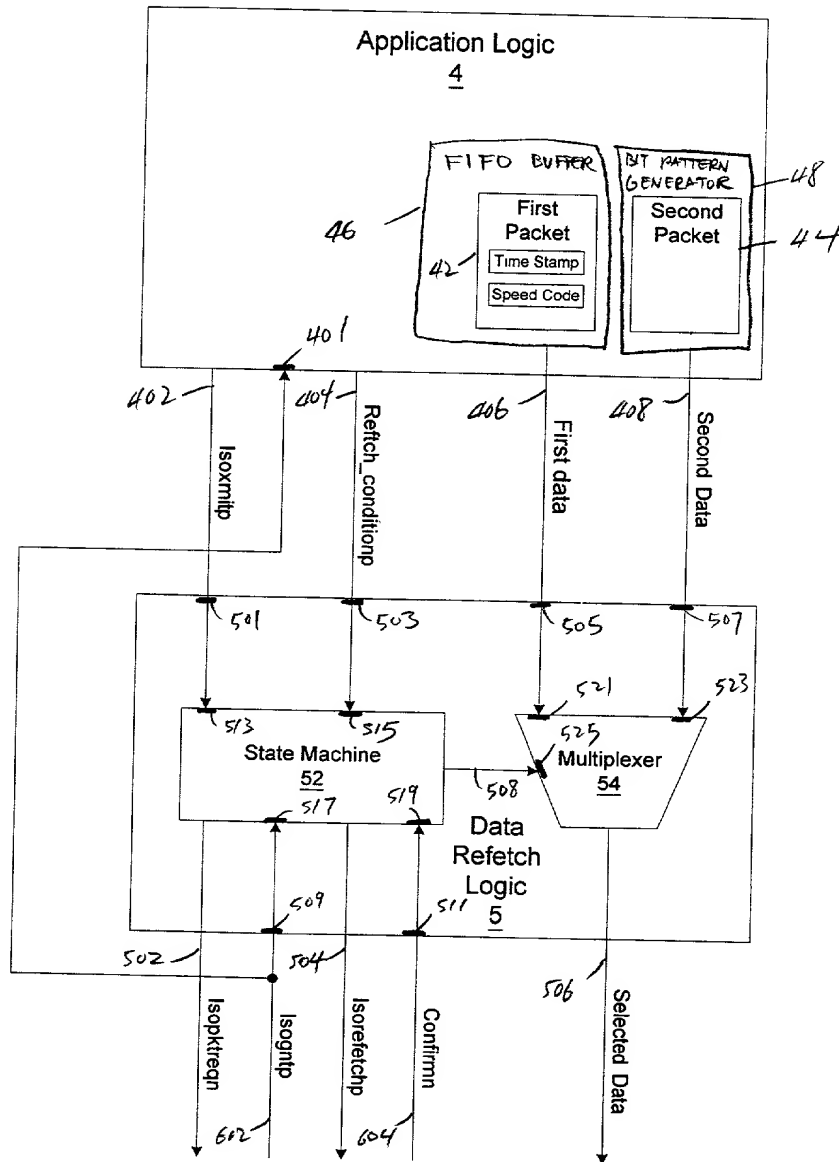 Application Logic
4
FIFO BUFFER
BIT PATTERN
GENERATOR
48
46
First
Packet
42
Time Stamp
Speed Code
Second
Packet
44
401
402
404
406
408
Isoxmitp
Reftch_conditionp
First data
Second Data
501
503
505
507
513
515
521
523
State Machine
52
525
Multiplexer
54
508
517
519
Data
Refetch
Logic
5
509
511
502
504
506
Isopktreqn
Isogntp
Isorefetchp
Confirmn
Selected Data
602
604